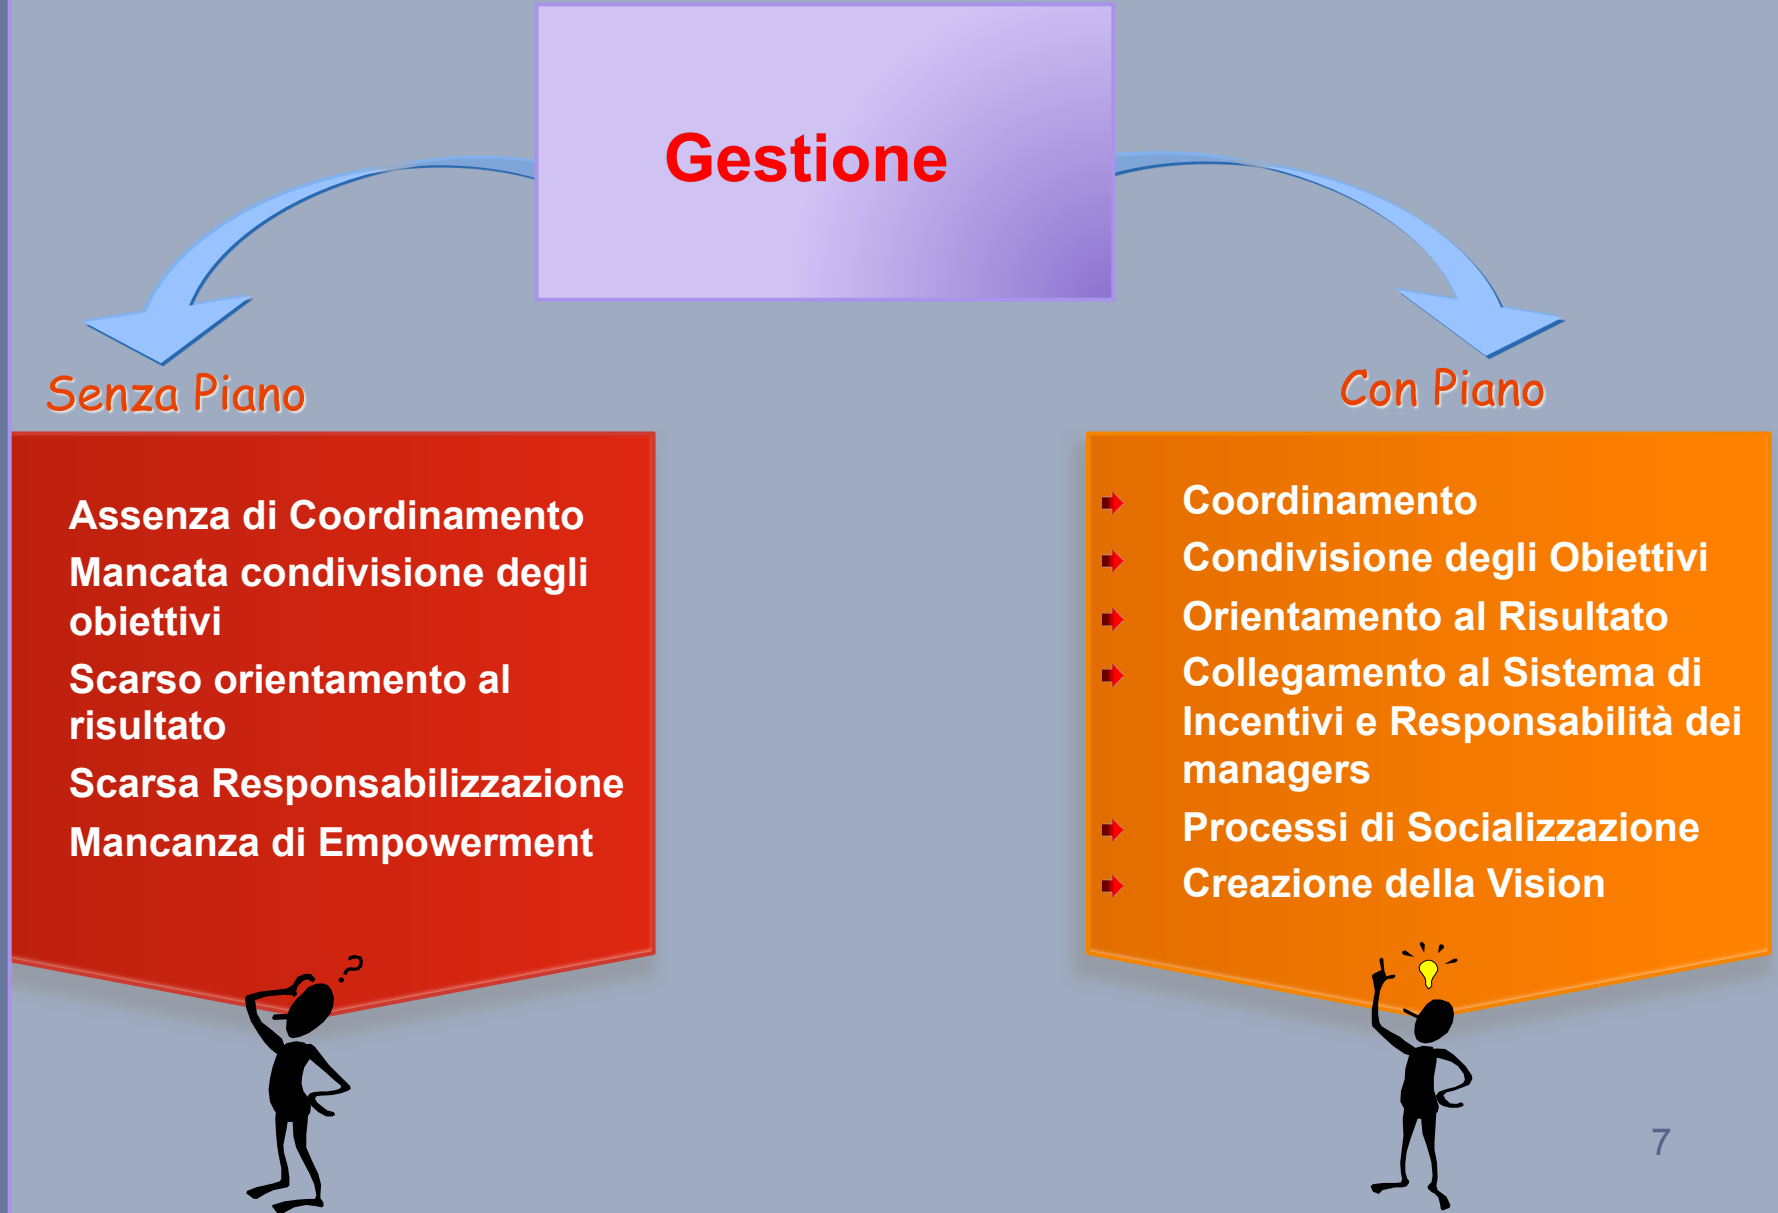 Gestione
Senza Piano
Assenza di Coordinamento
Mancata condivisione degli
obiettivi
Scarso orientamento al
risultato
Scarsa Responsabilizzazione
Mancanza di Empowerment
Con Piano
Coordinamento
Condivisione degli Obiettivi
Orientamento al Risultato
Collegamento al Sistema di
Incentivi e Responsabilità dei
managers
Processi di Socializzazione
Creazione della Vision
?
7